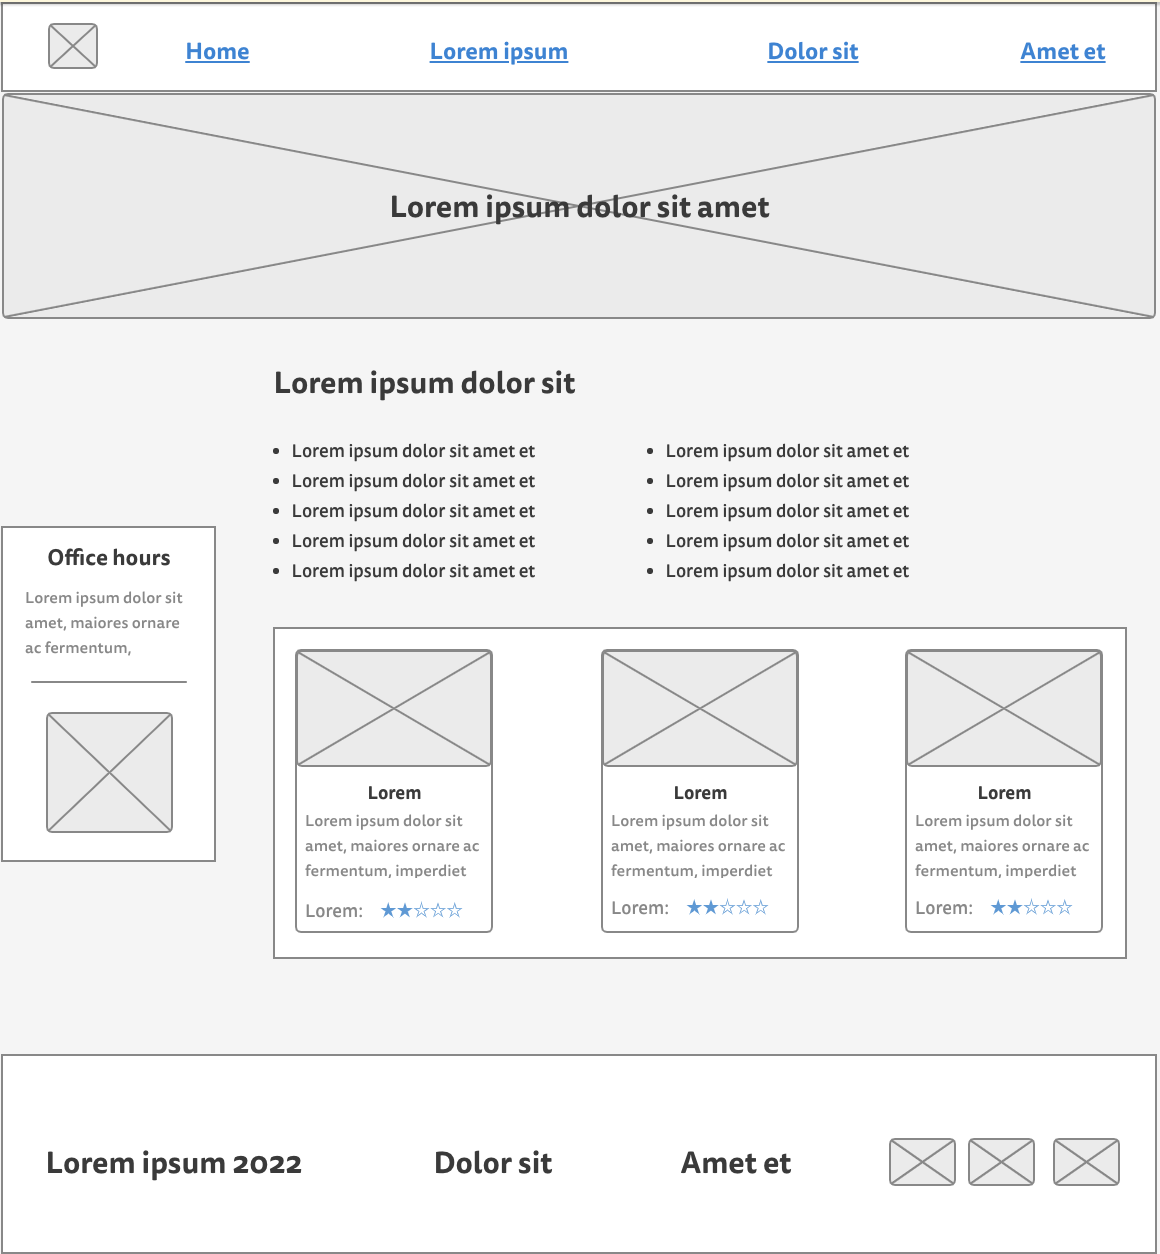 Home
Lorem ipsum
Dolor sit
Amet et
Lorem ipsum dolor sit amet
Lorem ipsum dolor sit
Lorem ipsum dolor sit amet et
Lorem ipsum dolor sit amet et
Lorem ipsum dolor sit amet et
Lorem ipsum dolor sit amet et
Lorem ipsum dolor sit amet et
Lorem ipsum dolor sit amet et
Lorem ipsum dolor sit amet et
Lorem ipsum dolor sit amet et
Lorem ipsum dolor sit amet et
Lorem ipsum dolor sit amet et
Office hours
Lorem ipsum dolor sit
amet, maiores ornare
ac fermentum,
Lorem
Lorem ipsum dolor sit
amet, maiores ornare ac
fermentum, imperdiet
Lorem: ★★☆☆☆
Lorem
Lorem ipsum dolor sit
amet, maiores ornare ac
fermentum, imperdiet
Lorem: ★★☆☆☆
Lorem
Lorem ipsum dolor sit
amet, maiores ornare ac
fermentum, imperdiet
Lorem: ★★☆☆☆
Lorem ipsum 2022
Dolor sit
Amet et